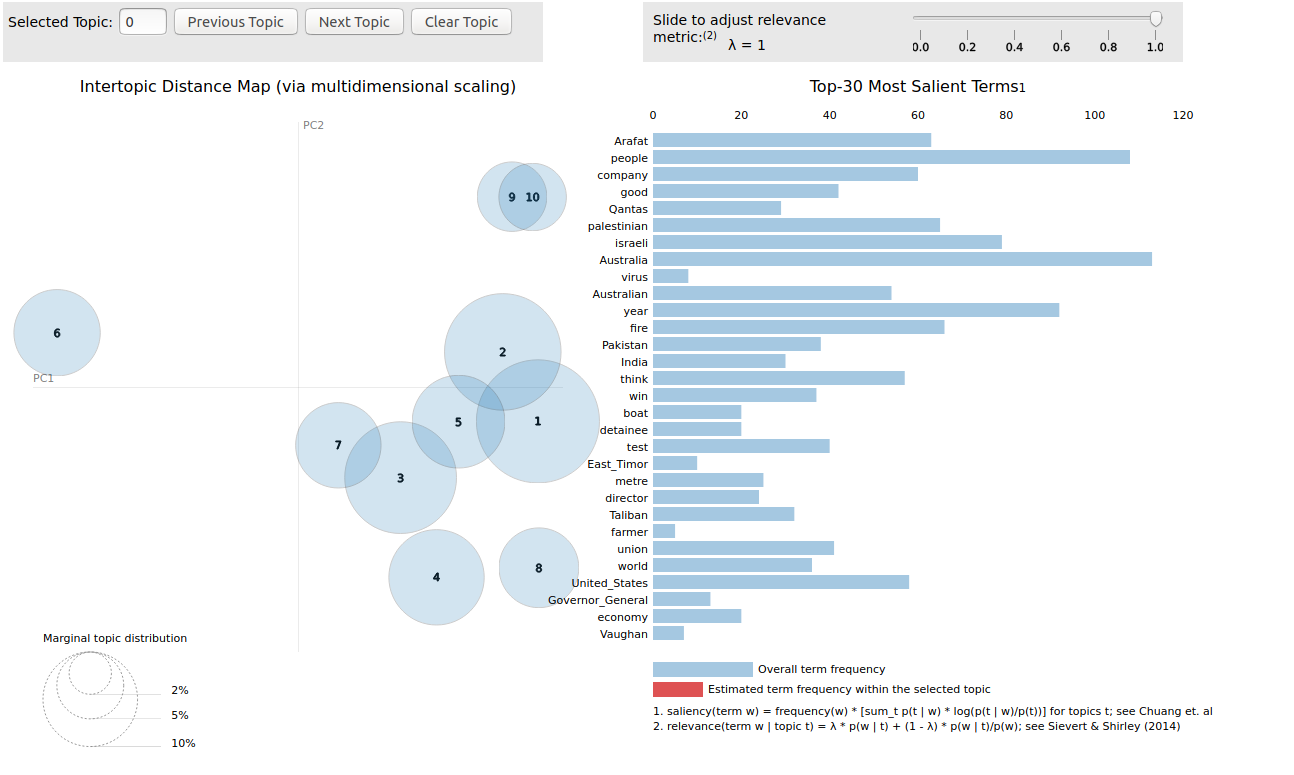 Selected Topic: 0 Previous Topic Next Topic Clear Topic
Slide to adjust relevance
metric:(2) λ = 1
0.0 0.2 0.4 0.6 0.8 1.0
Intertopic Distance Map (via multidimensional scaling)
PC2
PC1
9 10
6
2
5
1
7
3
4
8
Marginal topic distribution
2%
5%
10%
Top-30 Most Salient Terms1
0 20 40 60 80 100 120
Arafat
people
company
good
Qantas
palestinian
israeli
Australia
virus
Australian
year
fire
Pakistan
India
think
win
boat
detainee
test
East_Timor
metre
director
Taliban
farmer
union
world
United_States
Governor_General
economy
Vaughan
Overall term frequency
Estimated term frequency within the selected topic
1. saliency(term w) = frequency(w) * [sum_t p(t | w) * log(p(t | w)/p(t))] for topics t; see Chuang et. al
2. relevance(term w | topic t) = λ * p(w | t) + (1 - λ) * p(w | t)/p(w); see Sievert & Shirley (2014)